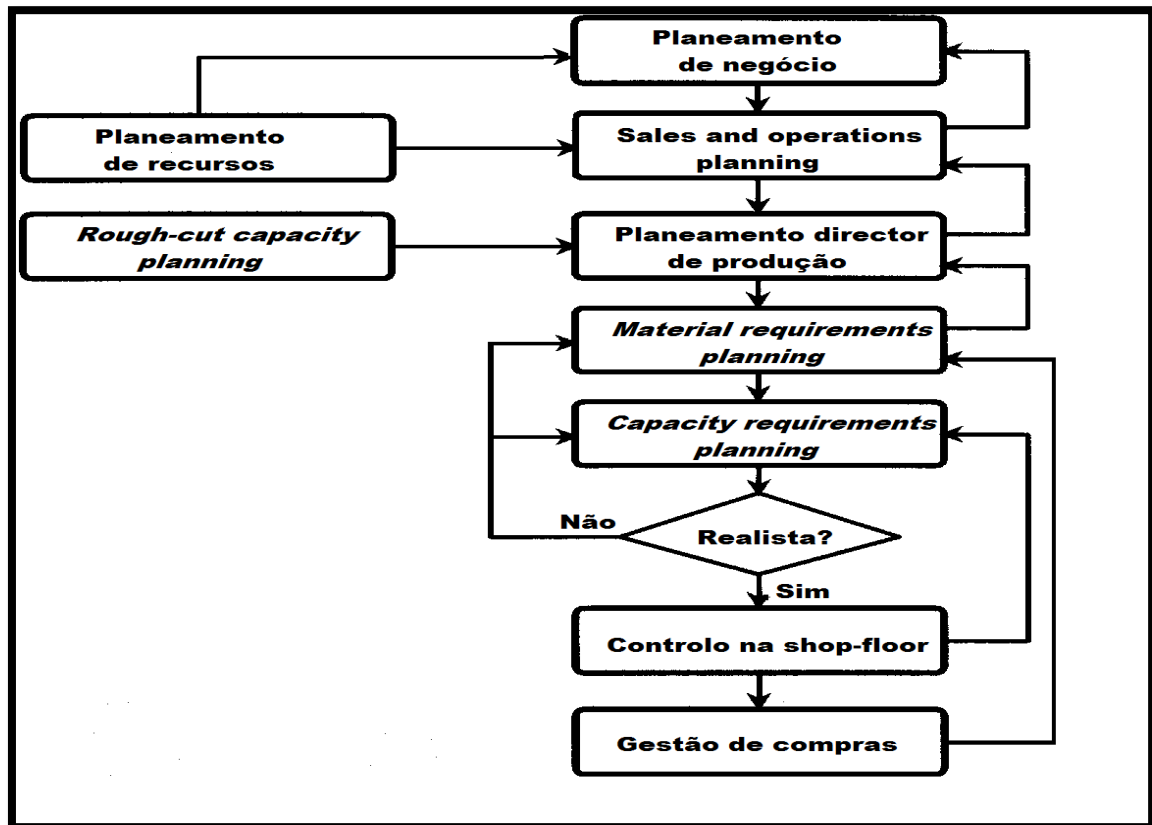 Planeamento
de negócio
Planeamento
de recursos
Sales and operations
planning
Rough-cut capacity
planning
Planeamento director
de produção
Material requirements
planning
Capacity requirements
planning
Não
Realista?
Sim
Controlo na shop-floor
Gestão de compras